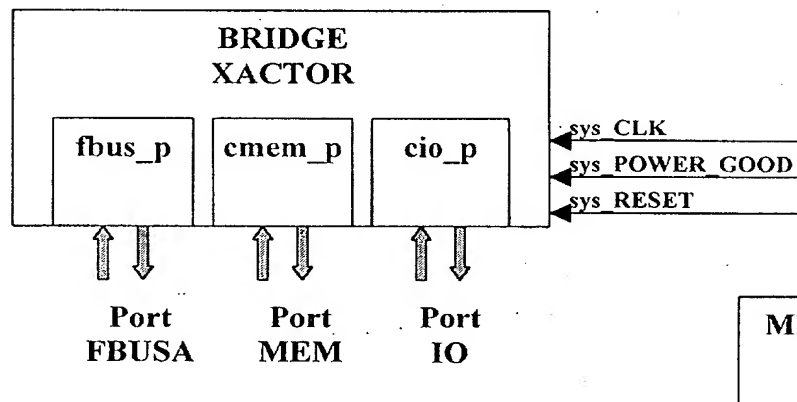 BRIDGE
XACTOR
fbus_p cmem_p cio_p
sys_CLK
sys_POWER_GOOD
sys_RESET
Port Port Port
FBUSA MEM IO
M